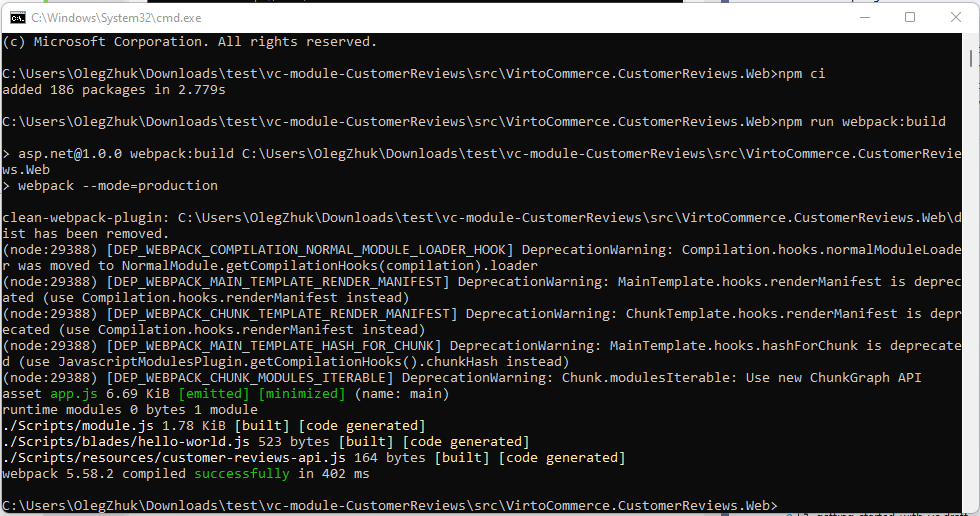 C:\Windows\System32\cmd.exe
(c) Microsoft Corporation. All rights reserved.
C:\Users\OlegZhuk\Downloads\test\vc-module-CustomerReviews\src\VirtoCommerce.CustomerReviews.Web>npm ci
added 186 packages in 2.779s
C:\Users\OlegZhuk\Downloads\test\vc-module-CustomerReviews\src\VirtoCommerce.CustomerReviews.Web>npm run webpack:build
> asp.net@1.0.0 webpack:build C:\Users\OlegZhuk\Downloads\test\vc-module-CustomerReviews\src\VirtoCommerce.CustomerRevie
ws.Web
> webpack --mode=production
clean-webpack-plugin: C:\Users\OlegZhuk\Downloads\test\vc-module-CustomerReviews\src\VirtoCommerce.CustomerReviews.Web\d
ist has been removed.
(node:29388) [DEP_WEBPACK_COMPILATION_NORMAL_MODULE_LOADER_HOOK] DeprecationWarning: Compilation.hooks.normalModuleLoade
r was moved to NormalModule.getCompilationHooks(compilation).loader
(node:29388) [DEP_WEBPACK_MAIN_TEMPLATE_RENDER_MANIFEST] DeprecationWarning: MainTemplate.hooks.renderManifest is deprec
ated (use Compilation.hooks.renderManifest instead)
(node:29388) [DEP_WEBPACK_CHUNK_TEMPLATE_RENDER_MANIFEST] DeprecationWarning: ChunkTemplate.hooks.renderManifest is depr
ecated (use Compilation.hooks.renderManifest instead)
(node:29388) [DEP_WEBPACK_MAIN_TEMPLATE_HASH_FOR_CHUNK] DeprecationWarning: MainTemplate.hooks.hashForChunk is deprecate
d (use JavascriptModulesPlugin.getCompilationHooks().chunkHash instead)
(node:29388) [DEP_WEBPACK_CHUNK_MODULES_ITERABLE] DeprecationWarning: Chunk.modulesIterable: Use new ChunkGraph API
asset app.js 6.69 KiB [emitted] [minimized] (name: main)
runtime modules 0 bytes 1 module
./Scripts/module.js 1.78 KiB [built] [code generated]
./Scripts/blades/hello-world.js 523 bytes [built] [code generated]
./Scripts/resources/customer-reviews-api.js 164 bytes [built] [code generated]
webpack 5.58.2 compiled successfully in 402 ms
C:\Users\OlegZhuk\Downloads\test\vc-module-CustomerReviews\src\VirtoCommerce.CustomerReviews.Web>